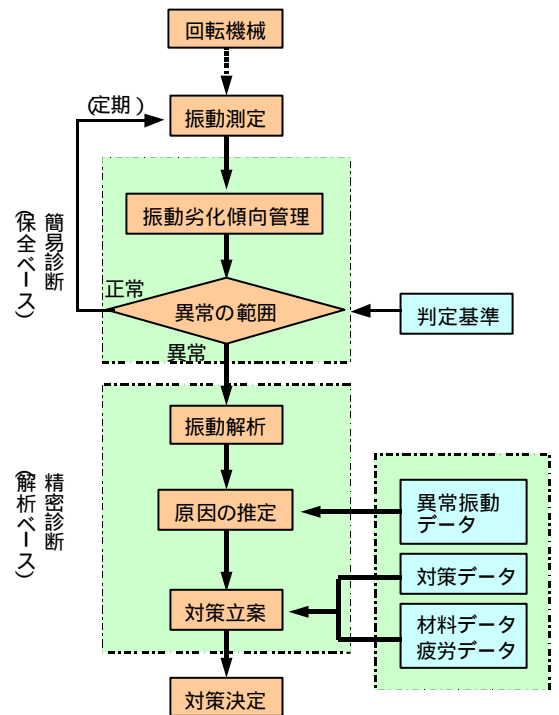 回転機械
(定期)
振動測定
振動劣化傾向管理
正常
異常の範囲
判定基準
異常
簡易診断
(保全ベース)
振動解析
原因の推定
異常振動
データ
対策データ
対策立案
材料データ
疲労データ
精密診断
(解析ベース)
対策決定